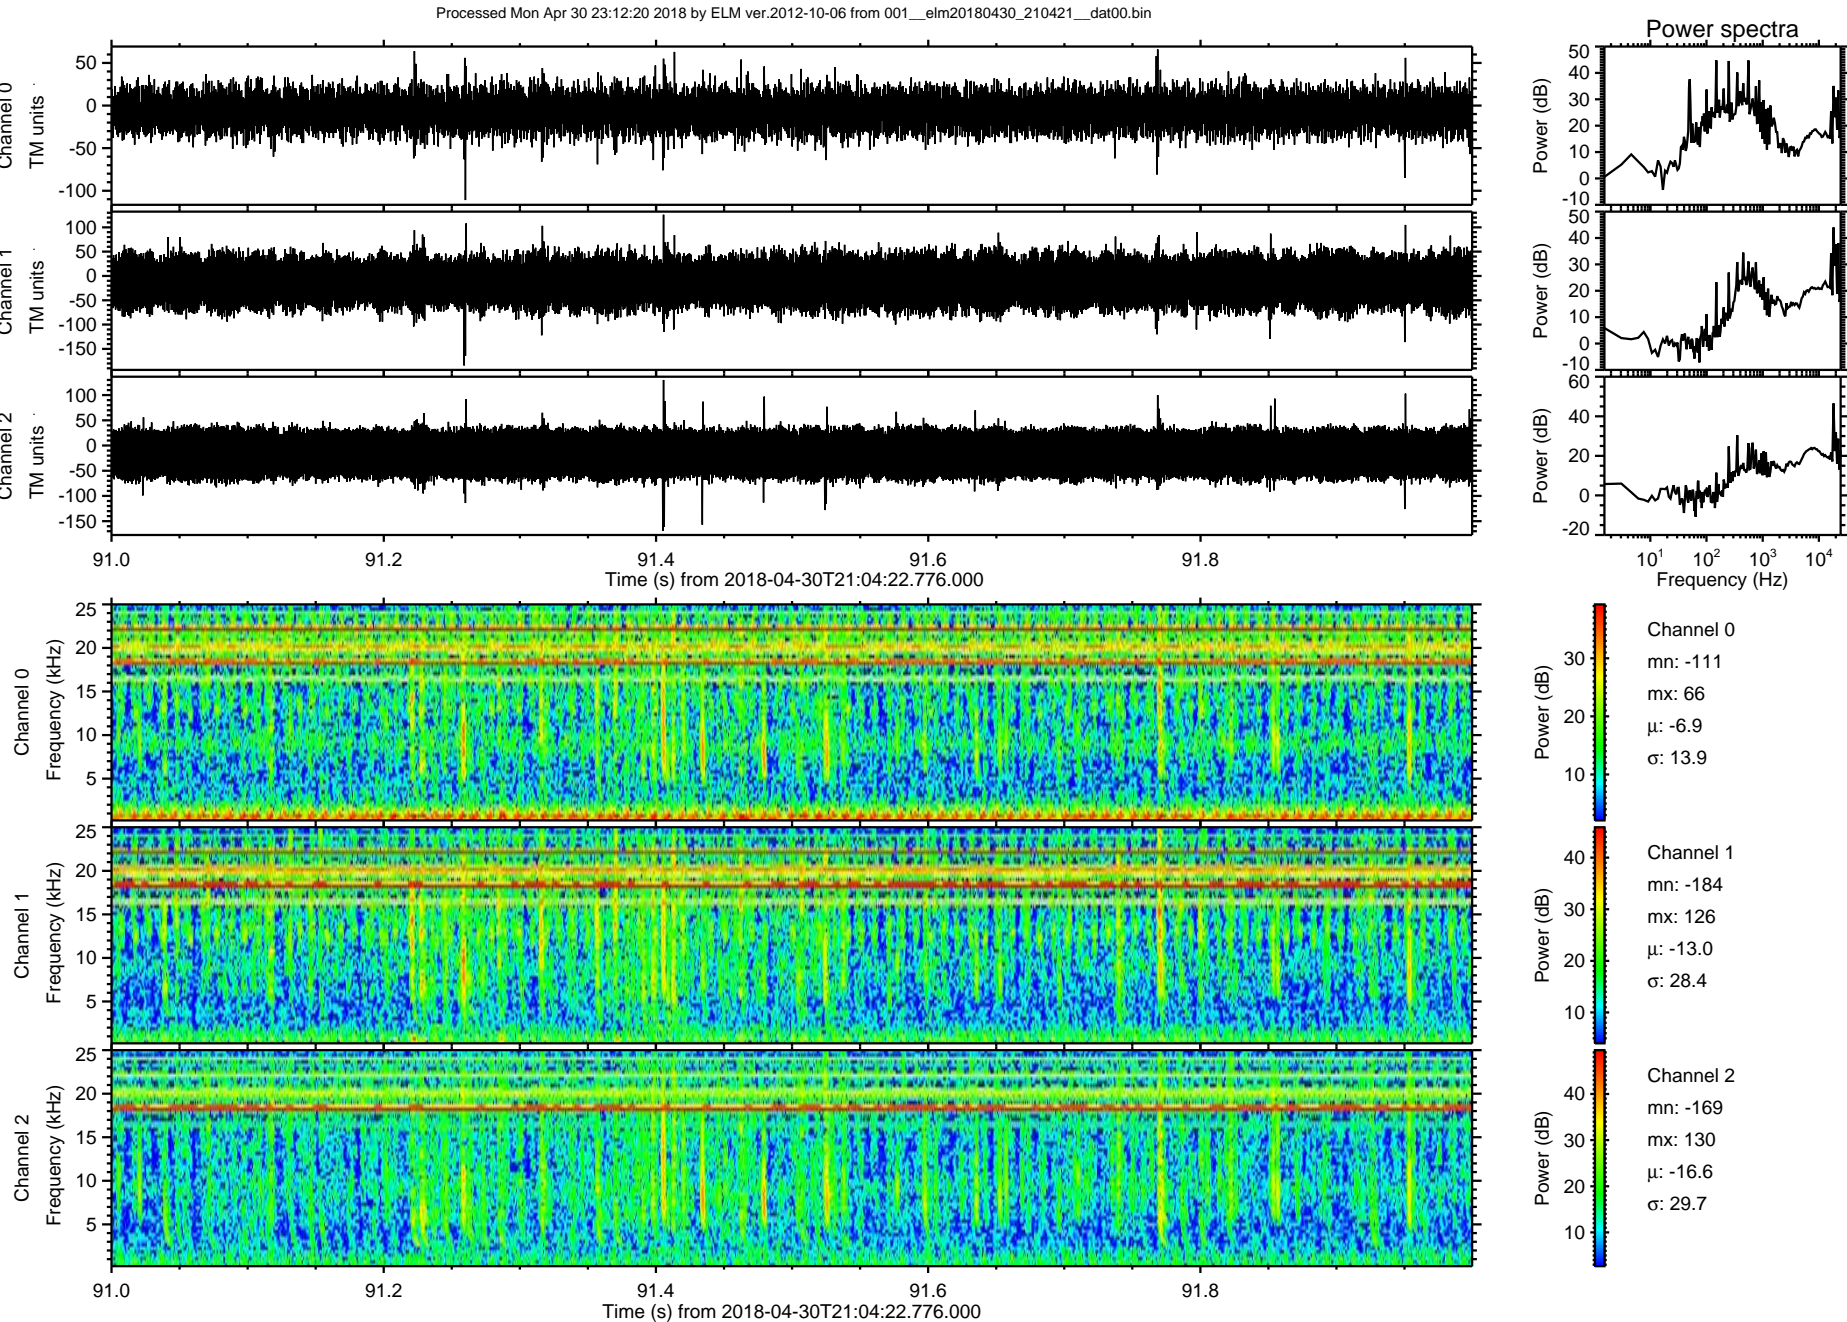 Processed Mon Apr 30 23:12:20 2018 by ELM ver.2012-10-06 from 001__elm20180430_210421__dat00.bin
Power spectra
Channel 0
TM units
50
0
-50
-100
Power (dB)
50
40
30
20
10
0
-10
Channel 1
TM units
100
50
0
-50
-100
-150
Power (dB)
50
40
30
20
10
0
-10
Channel 2
TM units
100
50
0
-50
-100
-150
Power (dB)
60
40
20
0
-20
91.0 91.2 91.4 91.6 91.8
Time (s) from 2018-04-30T21:04:22.776.000
10¹ 10² 10³ 10⁴
Frequency (Hz)
Channel 0
Frequency (kHz)
25
20
15
10
5
Power (dB)
30
20
10
Channel 0
mn: -111
mx: 66
μ: -6.9
σ: 13.9
Channel 1
Frequency (kHz)
25
20
15
10
5
Power (dB)
40
30
20
10
Channel 1
mn: -184
mx: 126
μ: -13.0
σ: 28.4
Channel 2
Frequency (kHz)
25
20
15
10
5
Power (dB)
40
30
20
10
Channel 2
mn: -169
mx: 130
μ: -16.6
σ: 29.7
91.0 91.2 91.4 91.6 91.8
Time (s) from 2018-04-30T21:04:22.776.000